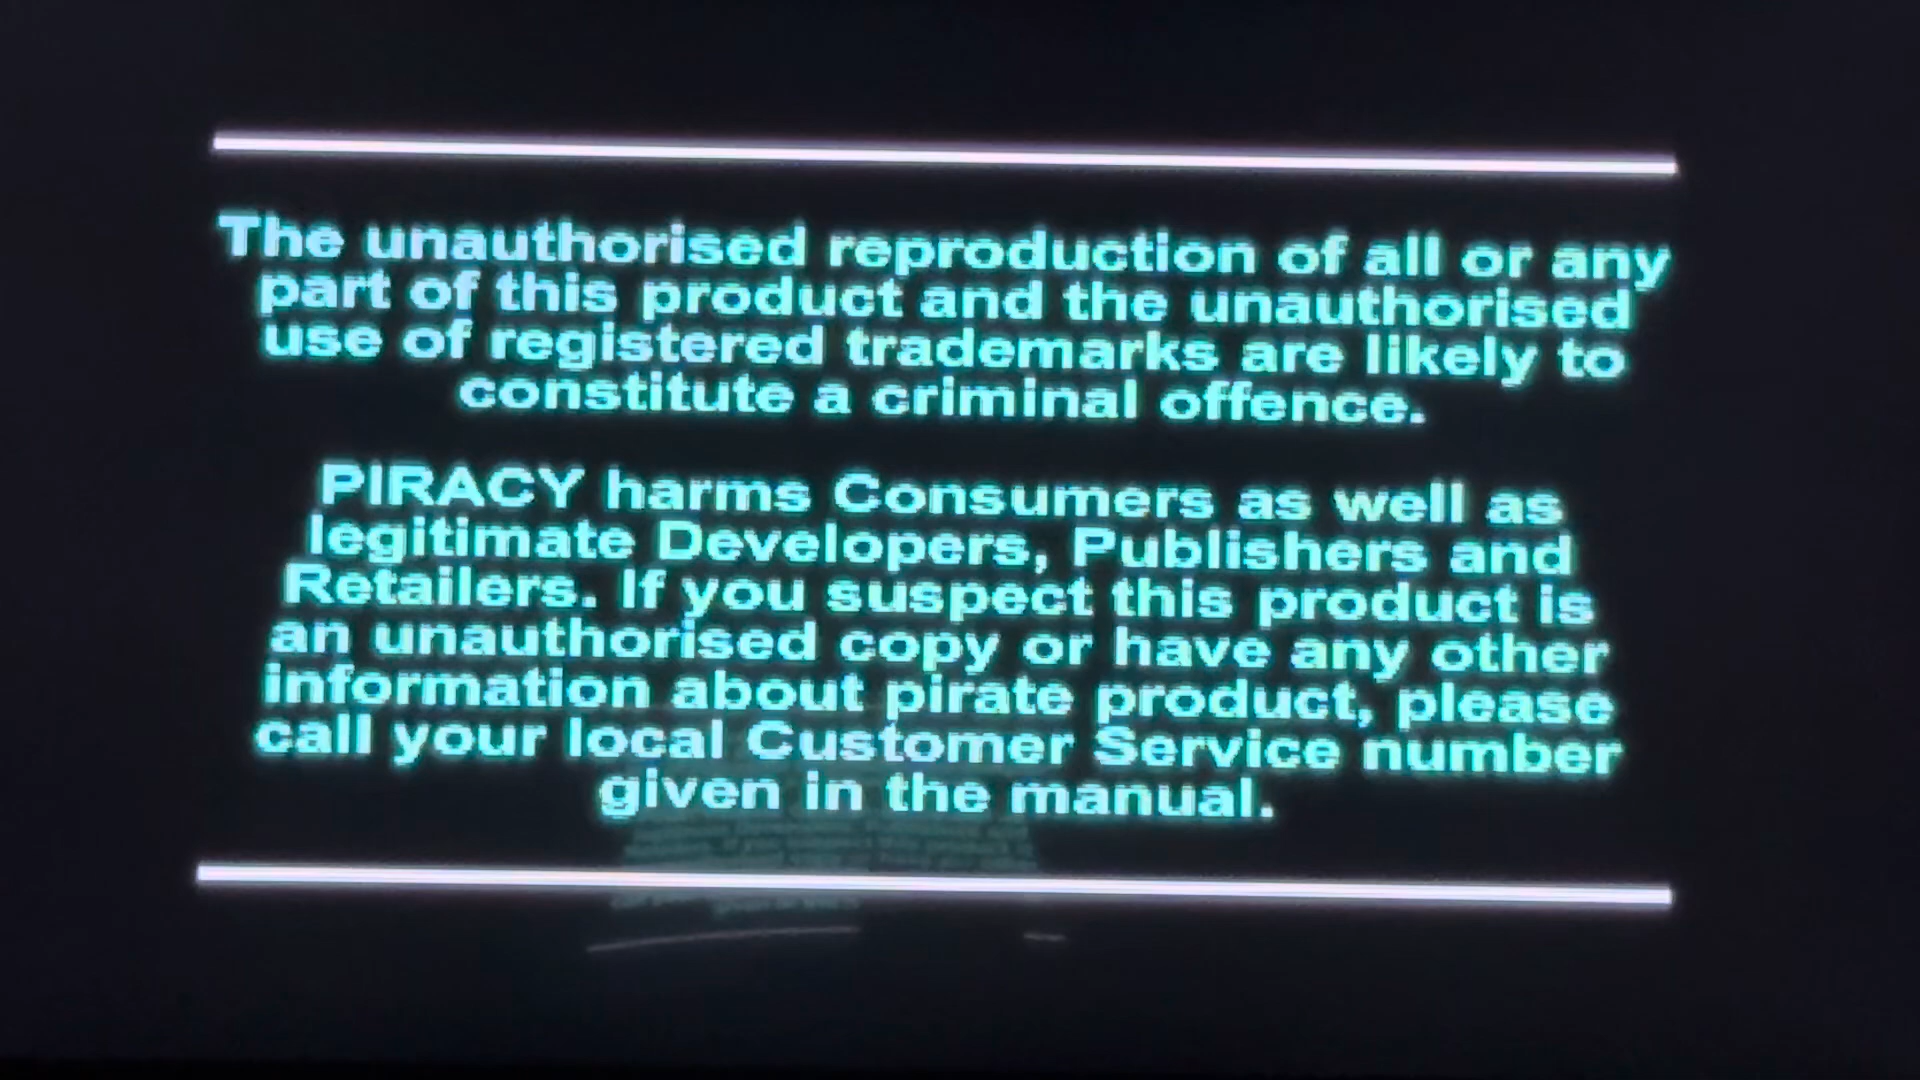 The unauthorised reproduction of all or any
part of this product and the unauthorised
use of registered trademarks are likely to
constitute a criminal offence.
PIRACY harms Consumers as well as
legitimate Developers, Publishers and
Retailers. If you suspect this product is
an unauthorised copy or have any other
information about pirate product, please
call your local Customer Service number
given in the manual.